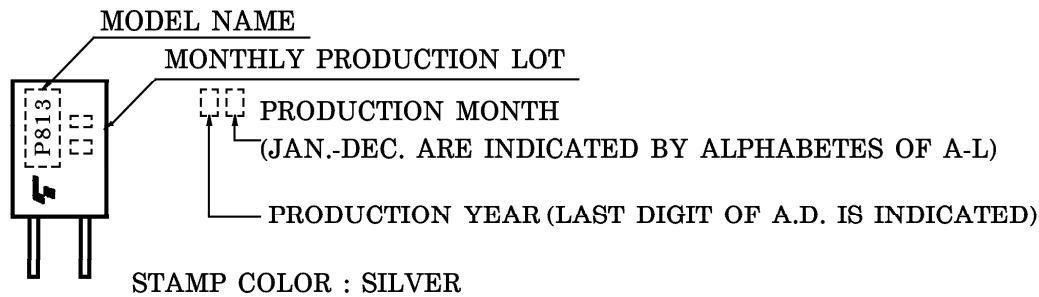 MODEL NAME
MONTHLY PRODUCTION LOT
P813
PRODUCTION MONTH
(JAN.-DEC. ARE INDICATED BY ALPHABETES OF A-L)
PRODUCTION YEAR (LAST DIGIT OF A.D. IS INDICATED)
STAMP COLOR : SILVER